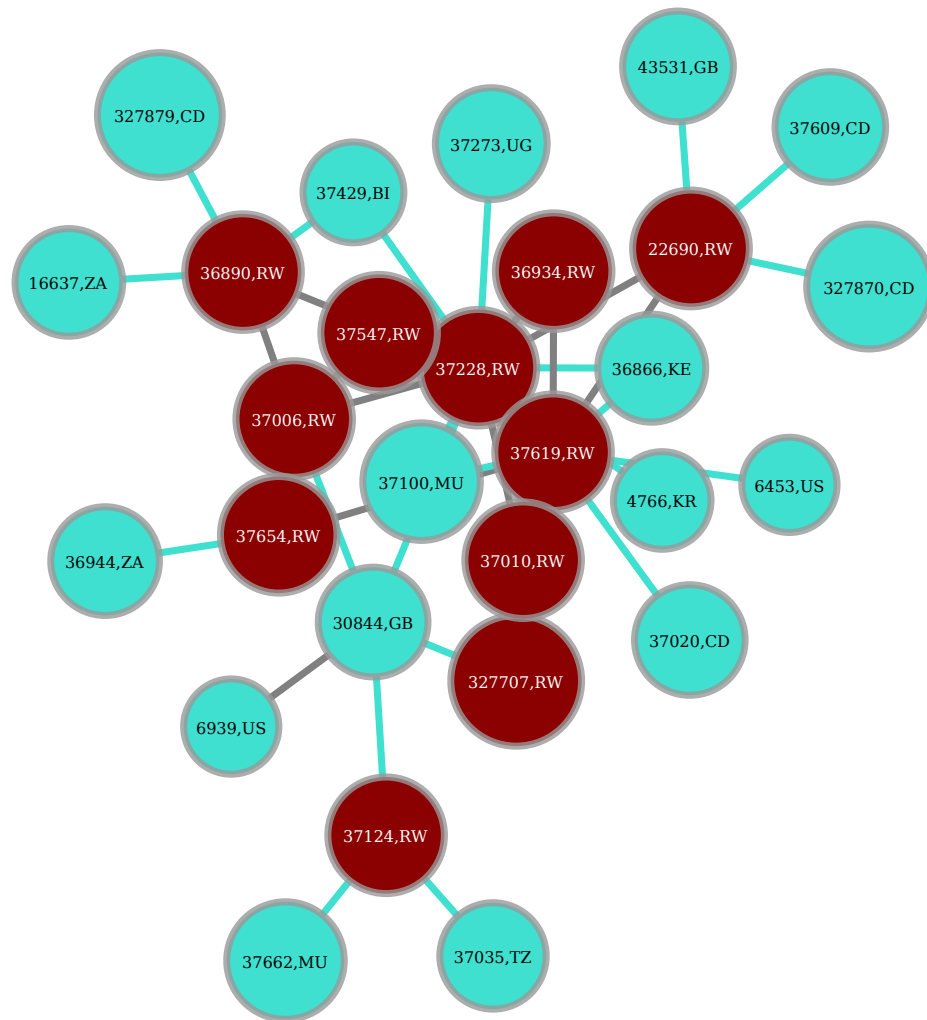 43531,GB
327879,CD
37609,CD
37273,UG
37429,BI
22690,RW
36934,RW
36890,RW
16637,ZA
327870,CD
37547,RW
37228,RW
36866,KE
37006,RW
37619,RW
37100,MU
6453,US
4766,KR
37654,RW
36944,ZA
37010,RW
30844,GB
37020,CD
327707,RW
6939,US
37124,RW
37035,TZ
37662,MU